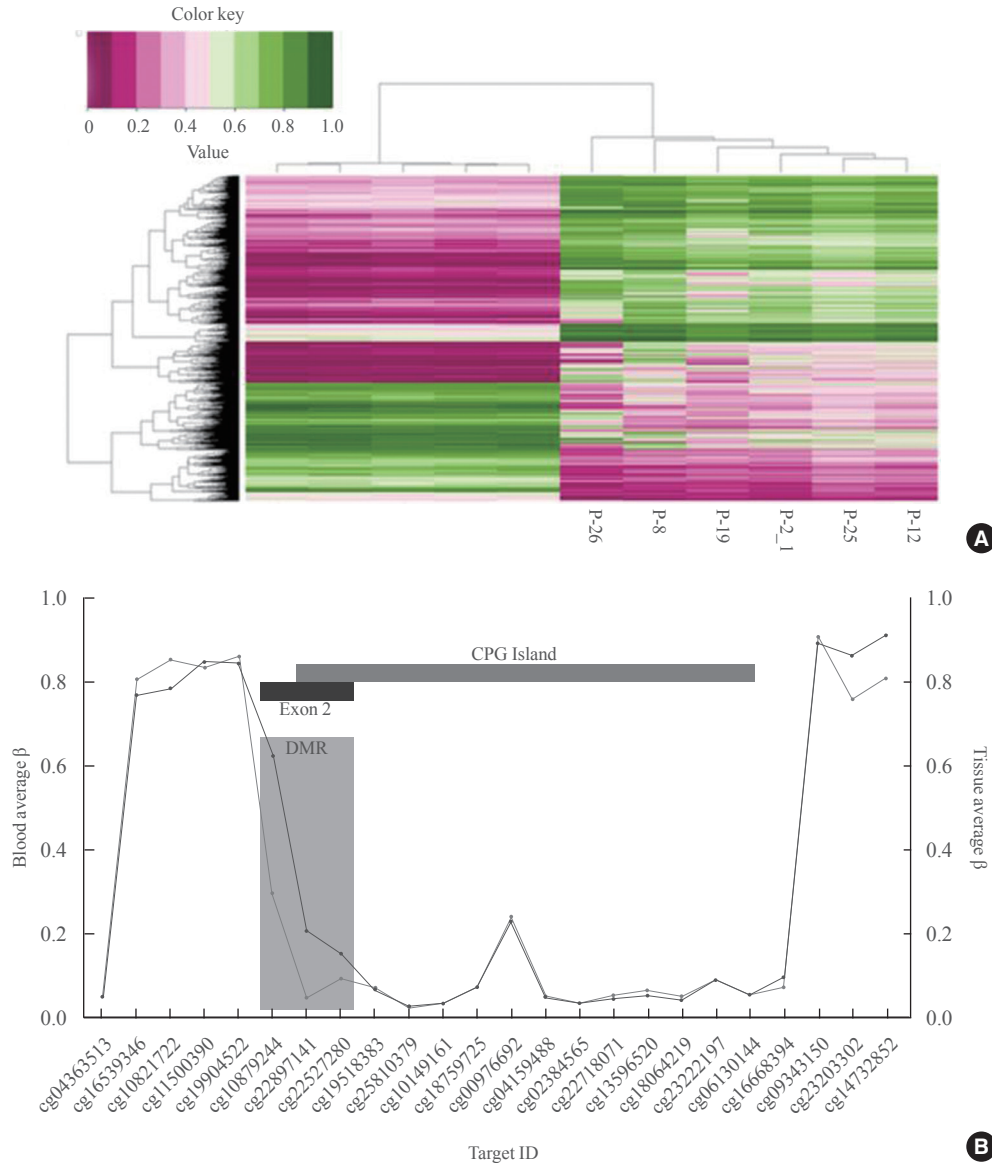 Color key
0 0.2 0.4 0.6 0.8 1.0
Value
P-26 P-8 P-19 P-2_1 P-25 P-12
A
1.0 1.0
CPG Island
0.8 0.8
Exon 2
DMR
0.6 0.6
Blood average β
Tissue average β
0.4 0.4
0.2 0.2
0.0 0.0
cg04363513
cg16539346
cg10821722
cg11500390
cg19904522
cg10879244
cg22897141
cg22527280
cg19518383
cg25810379
cg10149161
cg18759725
cg00976692
cg04159488
cg02384565
cg22718071
cg13596520
cg18064219
cg23222197
cg06130144
cg16668394
cg09343150
cg23203302
cg14732852
Target ID
B